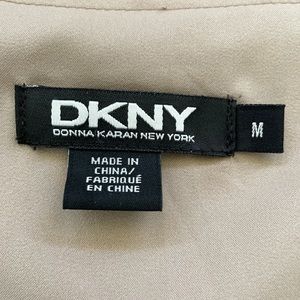 DKNY
DONNA KARAN NEW YORK
M
MADE IN
CHINA/
FABRIQUÉ
EN CHINE